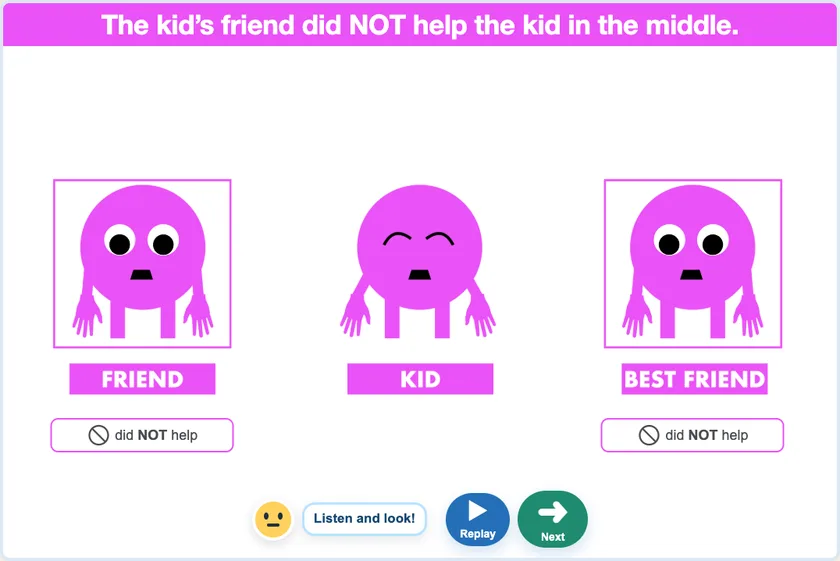 The kid’s friend did NOT help the kid in the middle.
FRIEND
KID
BEST FRIEND
did NOT help
did NOT help
Listen and look!
Replay
Next